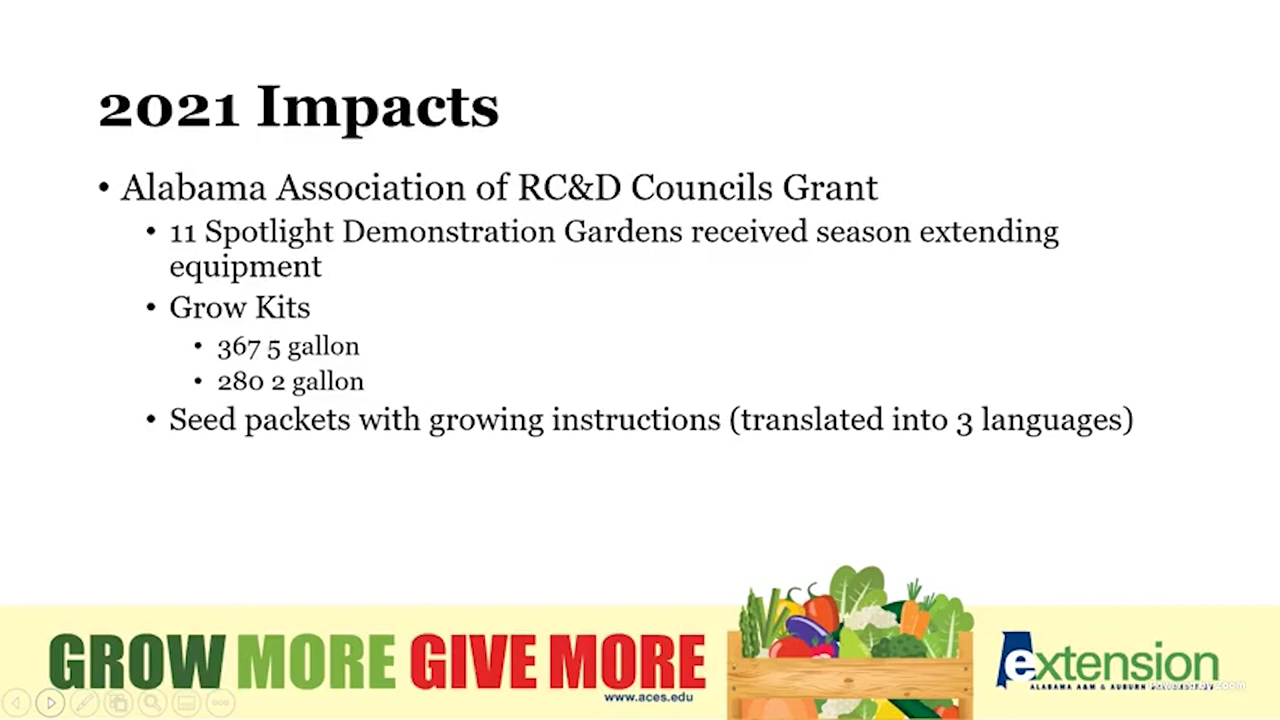 2021 Impacts
• Alabama Association of RC&D Councils Grant
• 11 Spotlight Demonstration Gardens received season extending
equipment
• Grow Kits
• 367 5 gallon
• 280 2 gallon
• Seed packets with growing instructions (translated into 3 languages)
GROW MORE GIVE MORE
www.aces.edu
extension
ALABAMA A&M & AUBURN
zoom